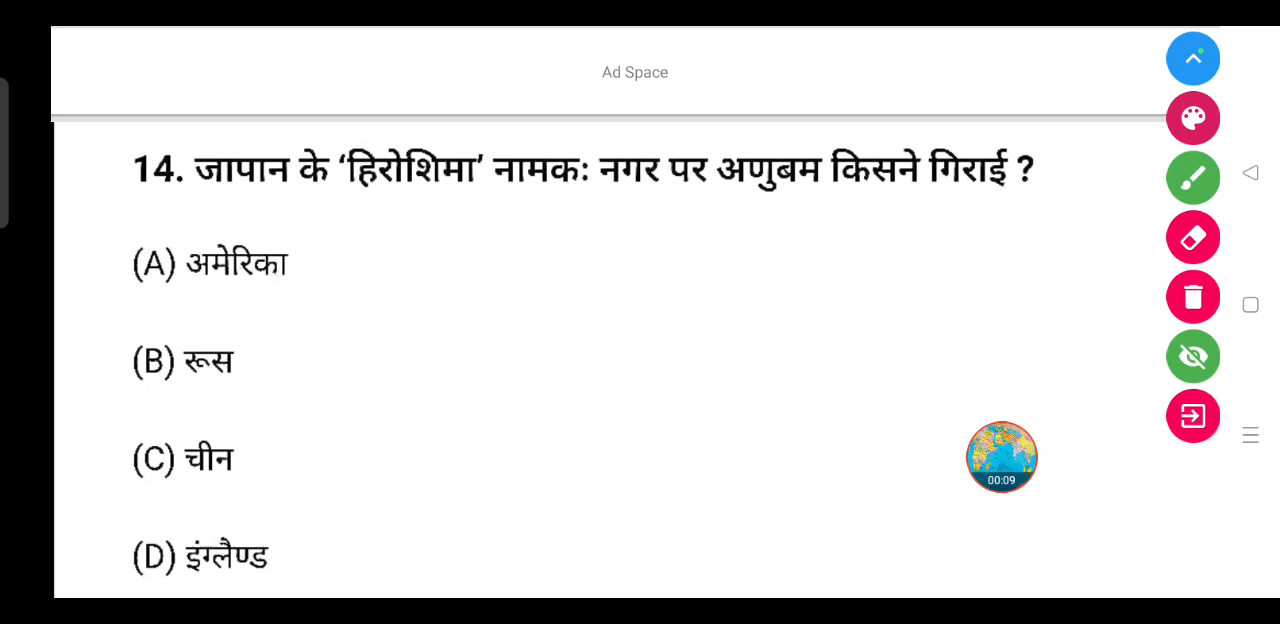 Ad Space
14. जापान के ‘हिरोशिमा’ नामकः नगर पर अणुबम किसने गिराई ?
(A) अमेरिका
(B) रूस
(C) चीन
00:09
(D) इंग्लैण्ड